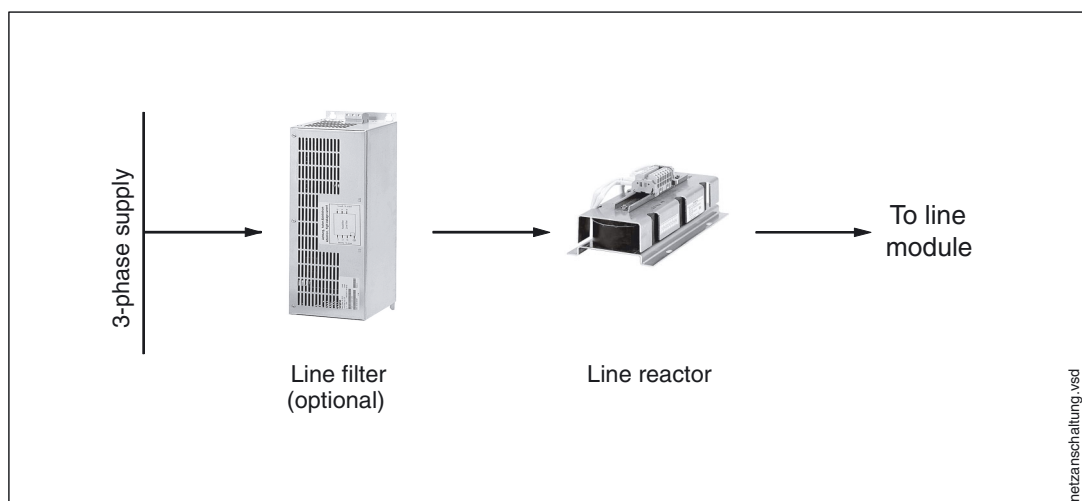 3-phase supply
Line filter
(optional)
Line reactor
To line
module
netzanschaltung.vsd